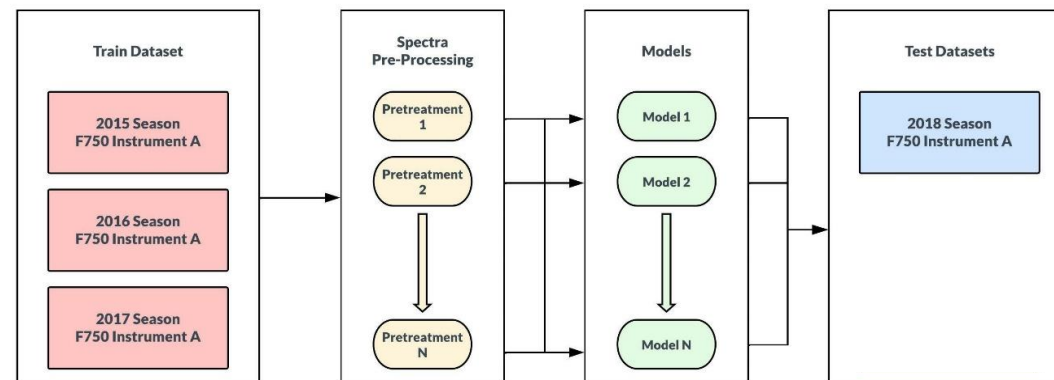 Train Dataset
2015 Season
F750 Instrument A
2016 Season
F750 Instrument A
2017 Season
F750 Instrument A
Spectra
Pre-Processing
Pretreatment
1
Pretreatment
2
Pretreatment
N
Models
Model 1
Model 2
Model N
Test Datasets
2018 Season
F750 Instrument A